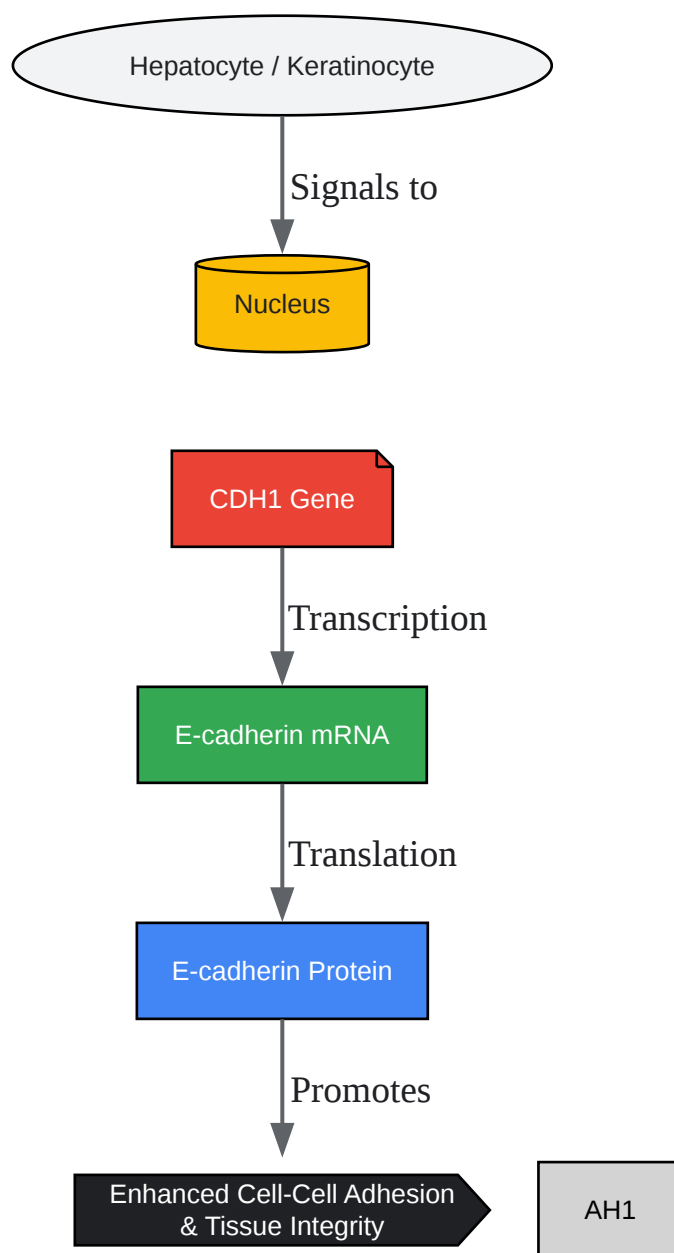 Hepatocyte / Keratinocyte
Signals to
Nucleus
CDH1 Gene
Transcription
E-cadherin mRNA
Translation
E-cadherin Protein
Promotes
Enhanced Cell-Cell Adhesion
& Tissue Integrity
AH1